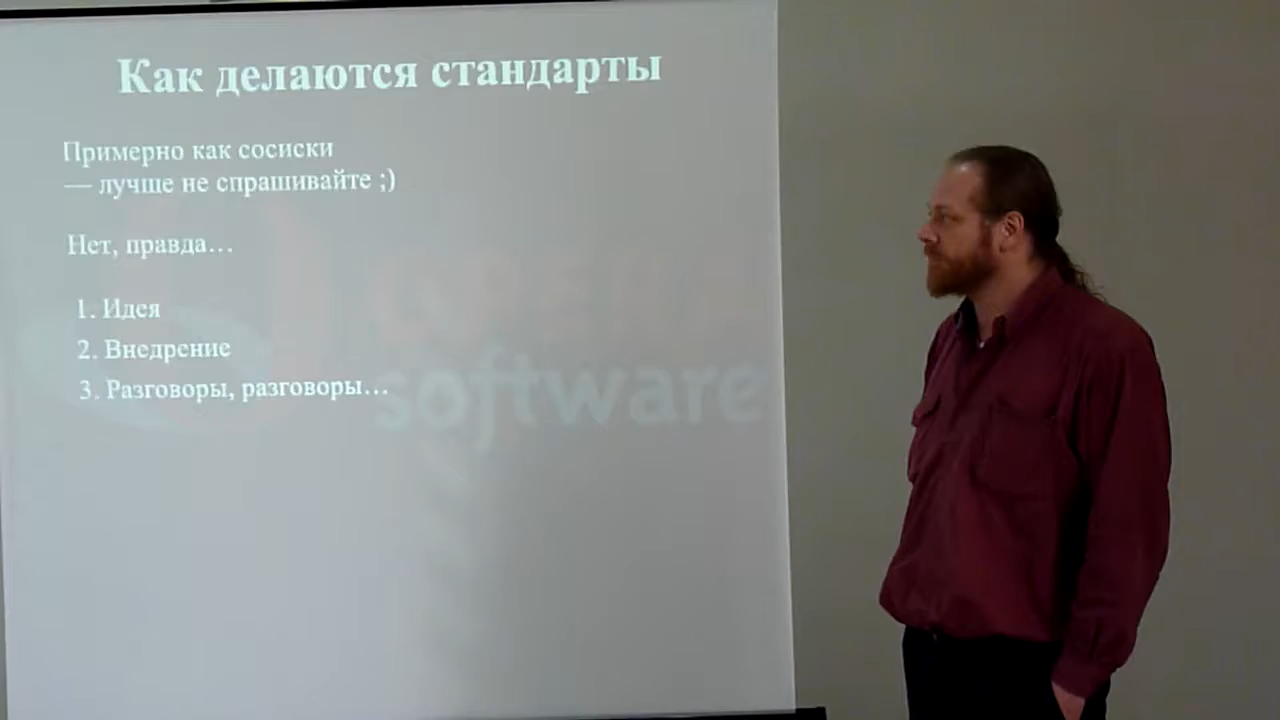 Как делаются стандарты
Примерно как сосиски
— лучше не спрашивайте ;)
Нет, правда…
1. Идея
2. Внедрение
3. Разговоры, разговоры…
OPERA
software